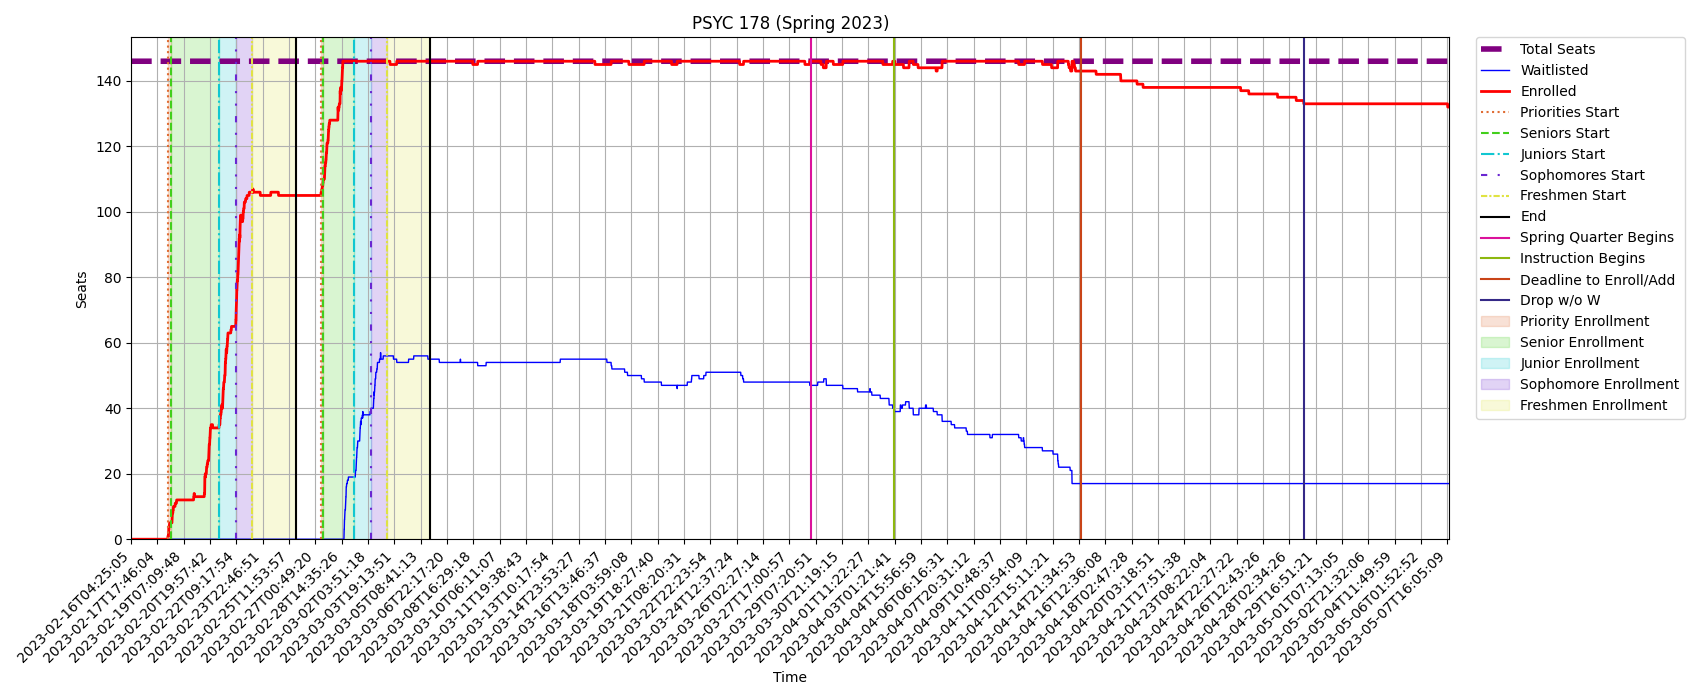 PSYC 178 (Spring 2023)
Seats
140
120
100
80
60
40
20
0
2023-02-16T04:25:05
2023-02-17T17:46:04
2023-02-19T07:09:48
2023-02-20T19:57:42
2023-02-22T09:17:54
2023-02-23T22:46:51
2023-02-25T11:53:57
2023-02-27T00:49:20
2023-02-28T14:35:26
2023-03-02T03:51:18
2023-03-03T19:13:51
2023-03-05T08:41:13
2023-03-06T22:17:20
2023-03-08T16:29:18
2023-03-10T06:11:07
2023-03-11T19:38:43
2023-03-13T10:17:54
2023-03-14T23:53:27
2023-03-16T13:46:37
2023-03-18T03:59:08
2023-03-19T18:27:40
2023-03-21T08:20:31
2023-03-22T22:23:54
2023-03-24T12:37:24
2023-03-26T02:27:14
2023-03-27T17:00:57
2023-03-29T07:20:51
2023-03-30T21:19:15
2023-04-01T11:22:27
2023-04-03T01:21:41
2023-04-04T15:56:59
2023-04-06T06:16:31
2023-04-07T20:31:12
2023-04-09T10:48:37
2023-04-11T00:54:09
2023-04-12T15:11:21
2023-04-14T21:34:53
2023-04-16T12:36:08
2023-04-18T02:47:28
2023-04-20T03:18:51
2023-04-21T17:51:38
2023-04-23T08:22:04
2023-04-24T22:27:22
2023-04-26T12:43:26
2023-04-28T02:34:26
2023-04-29T16:51:21
2023-05-01T07:13:05
2023-05-02T21:32:06
2023-05-04T11:49:59
2023-05-06T01:52:52
2023-05-07T16:05:09
Time
Total Seats
Waitlisted
Enrolled
Priorities Start
Seniors Start
Juniors Start
Sophomores Start
Freshmen Start
End
Spring Quarter Begins
Instruction Begins
Deadline to Enroll/Add
Drop w/o W
Priority Enrollment
Senior Enrollment
Junior Enrollment
Sophomore Enrollment
Freshmen Enrollment